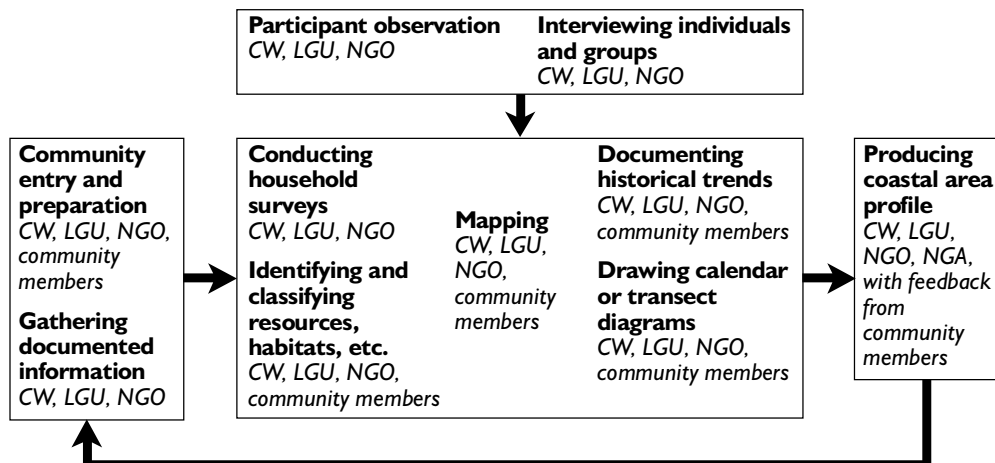 Participant observation
CW, LGU, NGO
Interviewing individuals
and groups
CW, LGU, NGO
Community
entry and
preparation
CW, LGU, NGO,
community
members
Gathering
documented
information
CW, LGU, NGO
Conducting
household
surveys
CW, LGU, NGO
Identifying and
classifying
resources,
habitats, etc.
CW, LGU, NGO,
community members
Mapping
CW, LGU,
NGO,
community
members
Documenting
historical trends
CW, LGU, NGO,
community members
Drawing calendar
or transect
diagrams
CW, LGU, NGO,
community members
Producing
coastal area
profile
CW, LGU,
NGO, NGA,
with feedback
from
community
members